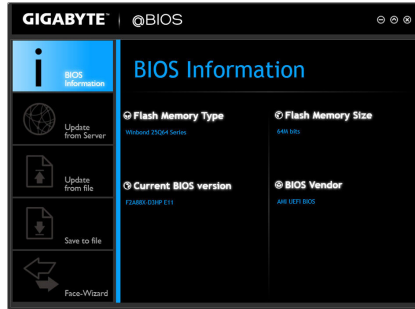 GIGABYTE™ @BIOS
BIOS
Information
BIOS Information
Update
from Server
Flash Memory Type
Winbond 25Q64 Series
Flash Memory Size
64M bits
Update
from file
Current BIOS version
F2A88X-D3HP E11
BIOS Vendor
AMI UEFI BIOS
Save to file
Face-Wizard